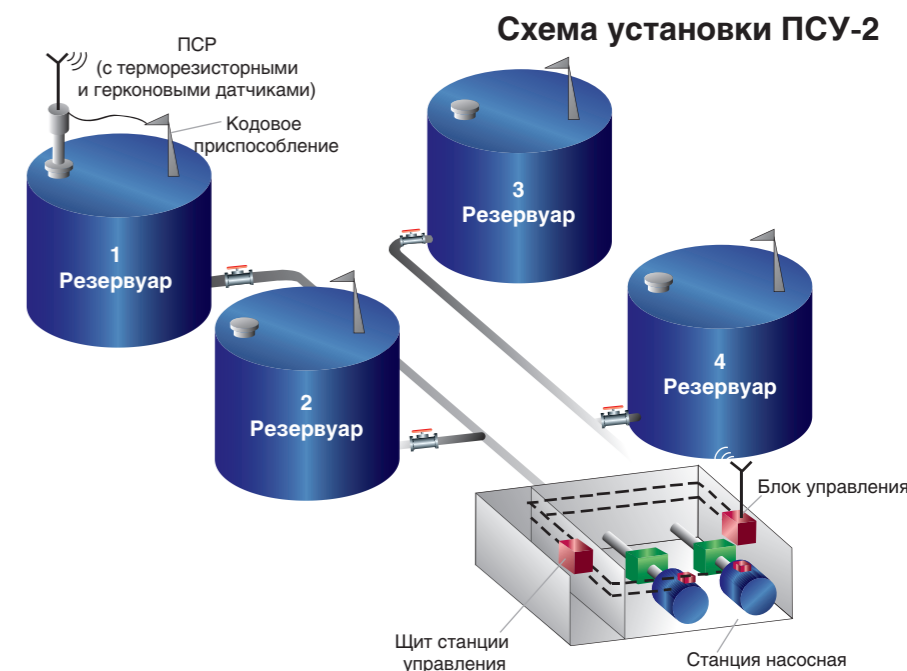 Схема установки ПСУ-2
ПСР
(с терморезисторными
и герконовыми датчиками)
Кодовое
приспособление
3
Резервуар
1
Резервуар
4
Резервуар
2
Резервуар
Блок управления
Щит станции
управления
Станция насосная